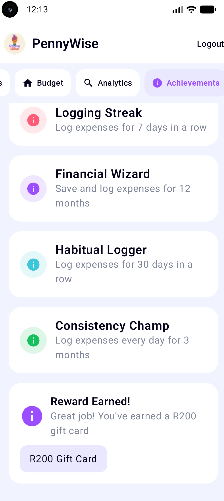 12:13
PennyWise
Logout
s
Budget
Analytics
Achievements
Logging Streak
Log expenses for 7 days in a row
Financial Wizard
Save and log expenses for 12
months
Habitual Logger
Log expenses for 30 days in a
row
Consistency Champ
Log expenses every day for 3
months
Reward Earned!
Great job! You've earned a R200
gift card
R200 Gift Card